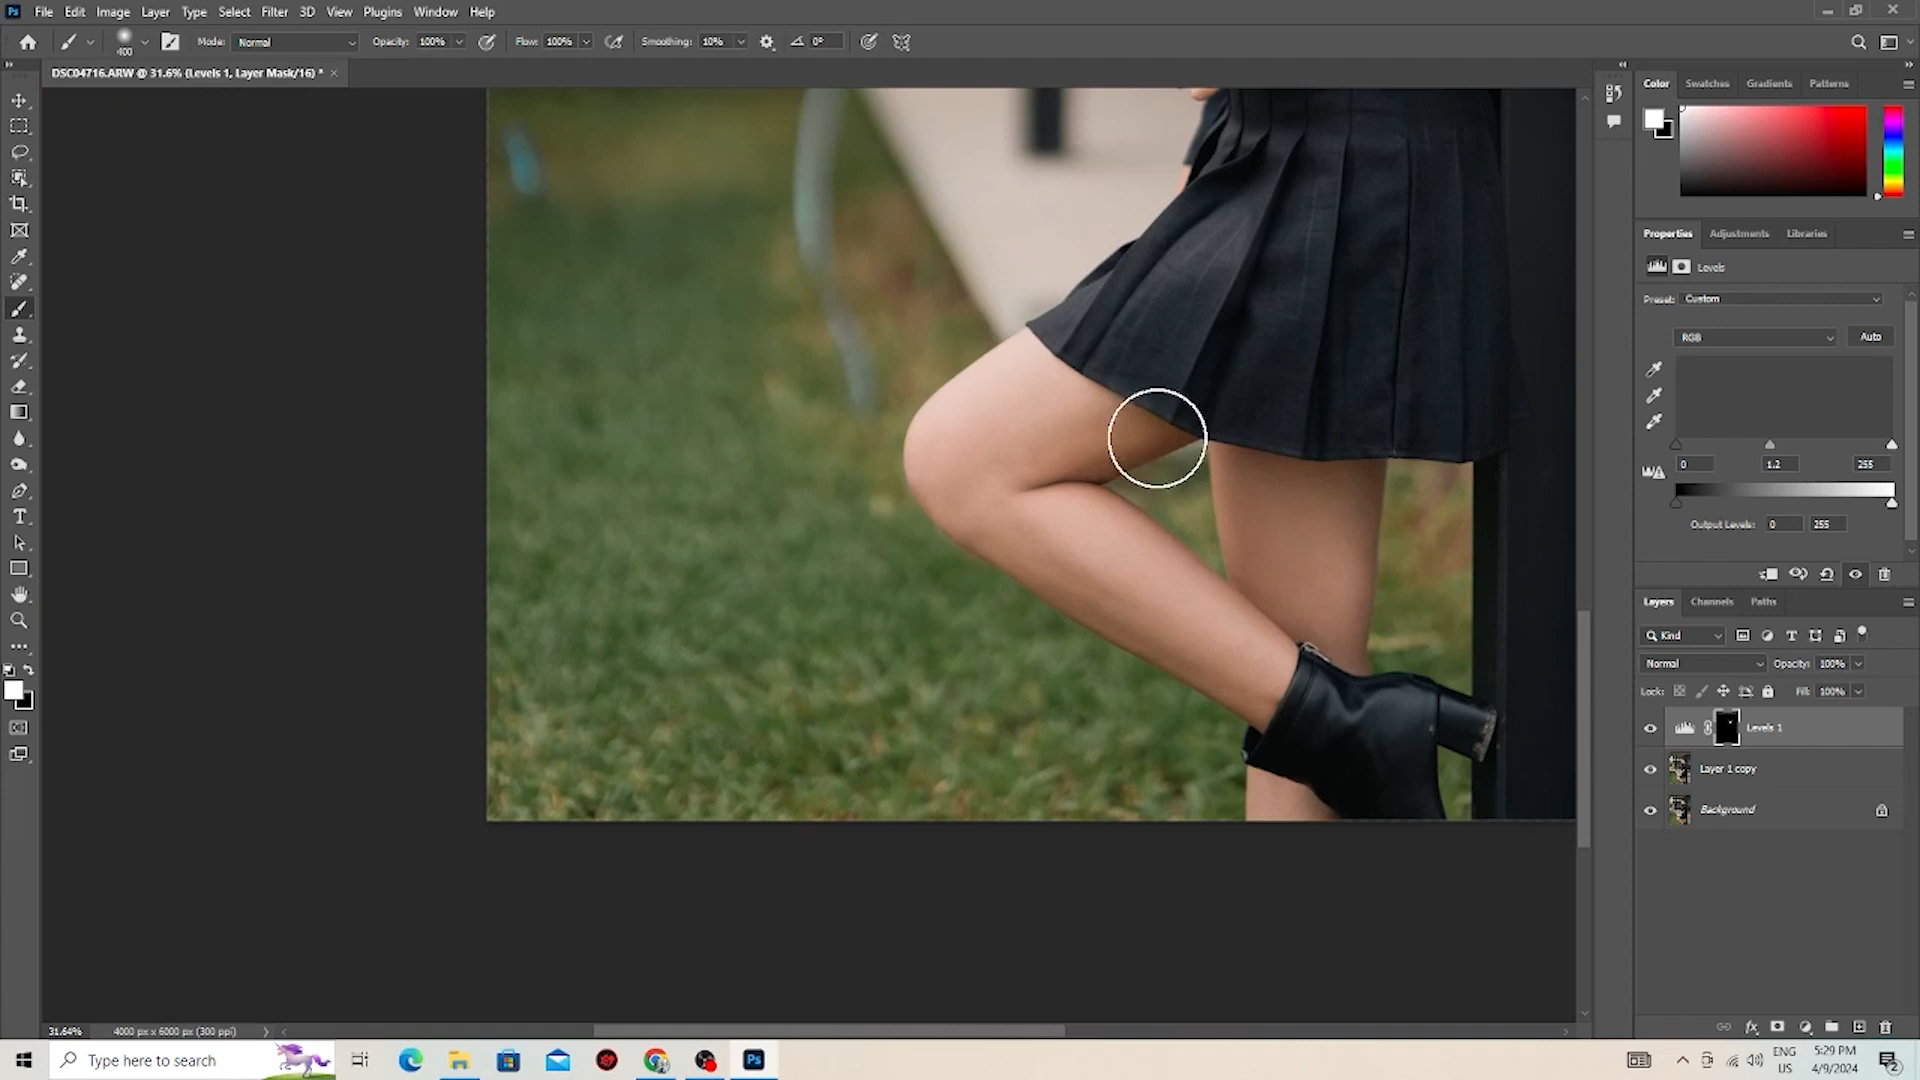 Ps File Edit Image Layer Type Select Filter 3D View Plugins Window Help
400 Mode: Normal Opacity: 100% Flow: 100% Smoothing: 10% 0°
DSC04716.ARW @ 31.6% (Levels 1, Layer Mask/16) * ×
Color Swatches Gradients Patterns
Properties Adjustments Libraries
Levels
Preset: Custom
RGB Auto
0 1.2 255
Output Levels: 0 255
Layers Channels Paths
Kind
Normal Opacity: 100%
Lock: Fill: 100%
Levels 1
Layer 1 copy
Background
31.64% 4000 px x 6000 px (300 ppi)
Type here to search
Ps
ENG
US
5:29 PM
4/9/2024
2